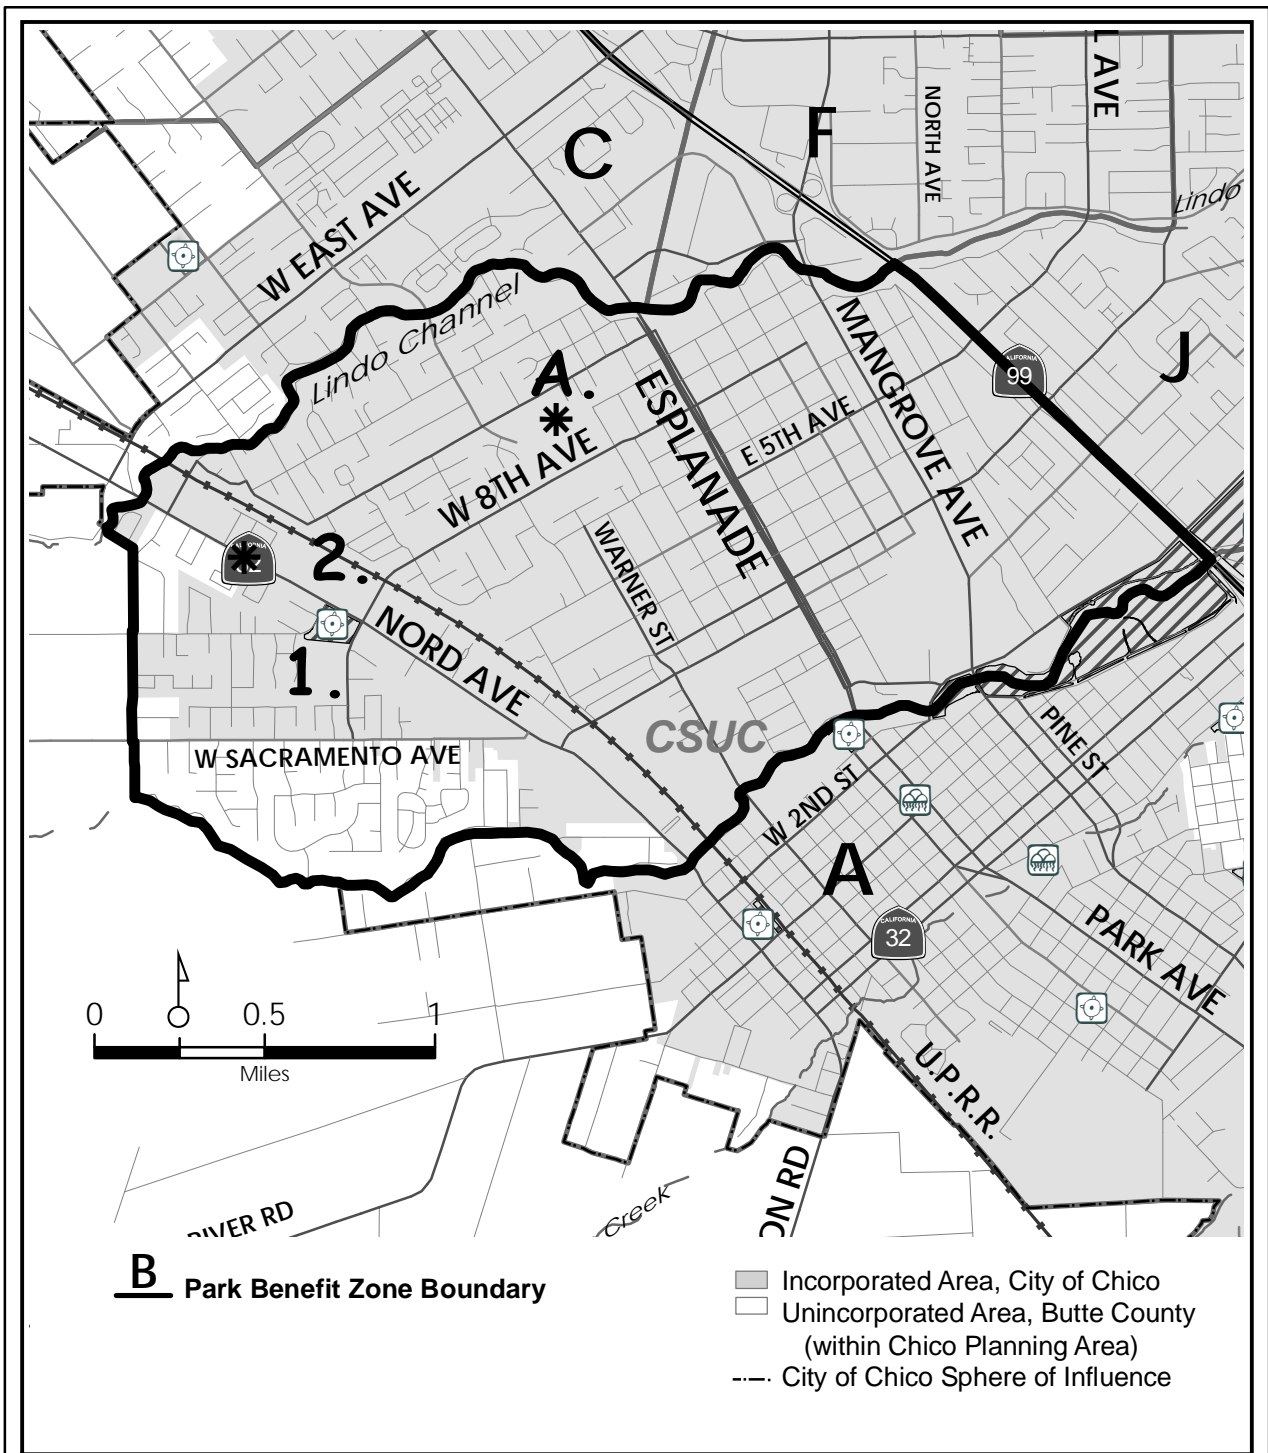 L AVE
F
C
NORTH AVE
Lindo
W EAST AVE
Lindo Channel
MANGROVE AVE
J
CALIFORNIA
99
A.
ESPLANADE
E 5TH AVE
W 8TH AVE
WARNER ST
2.
NORD AVE
1.
CSUC
W SACRAMENTO AVE
PINE ST
W 2ND ST
A
CALIFORNIA
32
PARK AVE
0 0.5 1
Miles
U.P.R.R.
ON RD
Creek
RIVER RD
B Park Benefit Zone Boundary
Incorporated Area, City of Chico
Unincorporated Area, Butte County
(within Chico Planning Area)
City of Chico Sphere of Influence